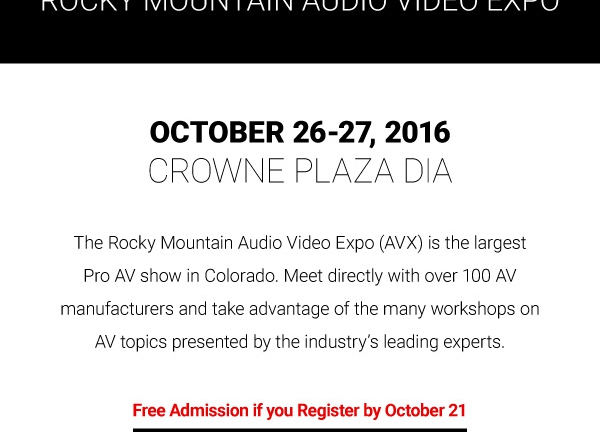 ROCKY MOUNTAIN AUDIO VIDEO EXPO
OCTOBER 26-27, 2016
CROWNE PLAZA DIA
The Rocky Mountain Audio Video Expo (AVX) is the largest
Pro AV show in Colorado. Meet directly with over 100 AV
manufacturers and take advantage of the many workshops on
AV topics presented by the industry’s leading experts.
Free Admission if you Register by October 21